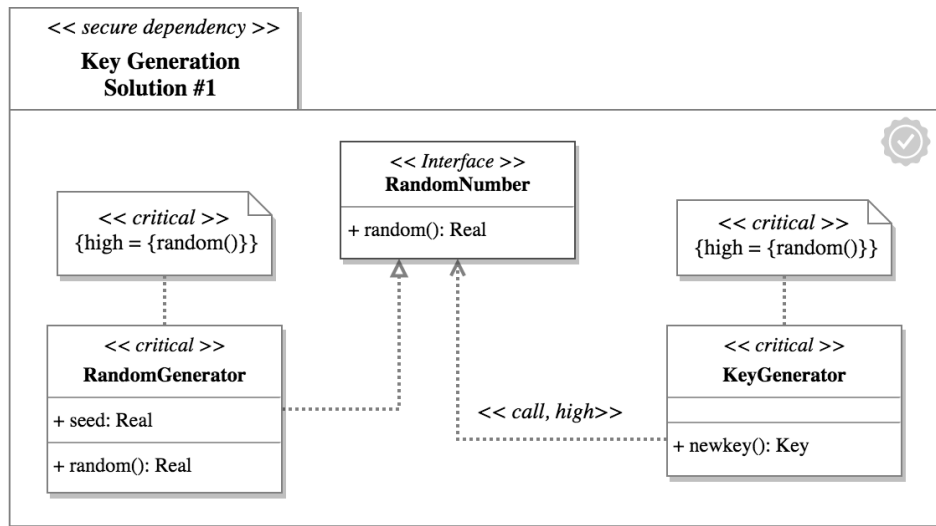 << secure dependency >>
Key Generation
Solution #1
<< Interface >>
RandomNumber
+ random(): Real
<< critical >>
{high = {random()}}
<< critical >>
{high = {random()}}
<< critical >>
RandomGenerator
+ seed: Real
+ random(): Real
<< call, high>>
<< critical >>
KeyGenerator
+ newkey(): Key